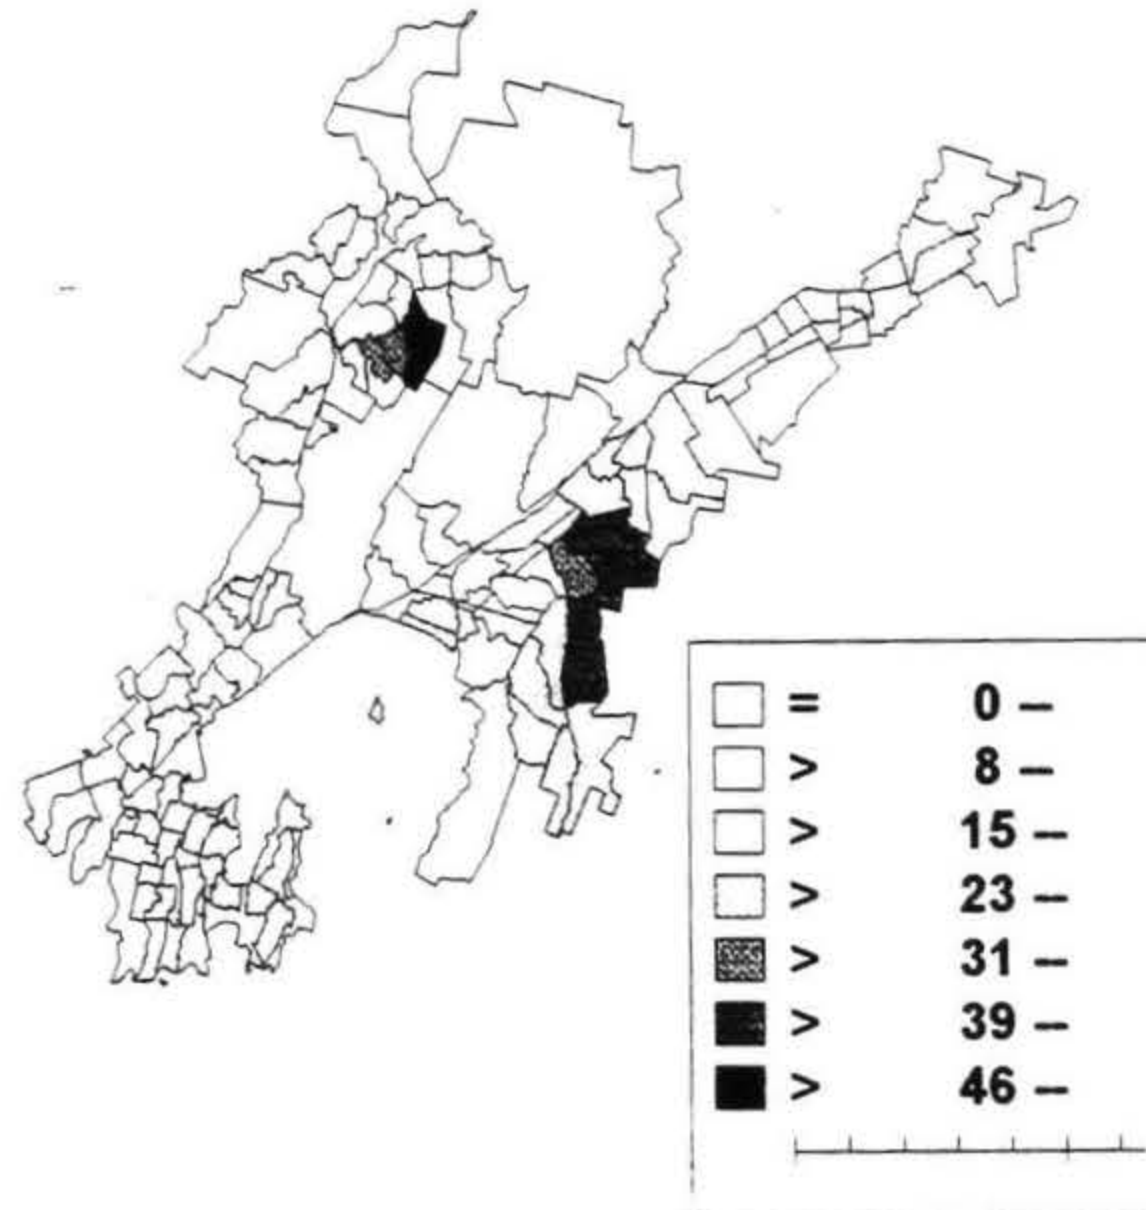 = 0 –
> 8 –
> 15 –
> 23 –
> 31 –
> 39 –
> 46 –